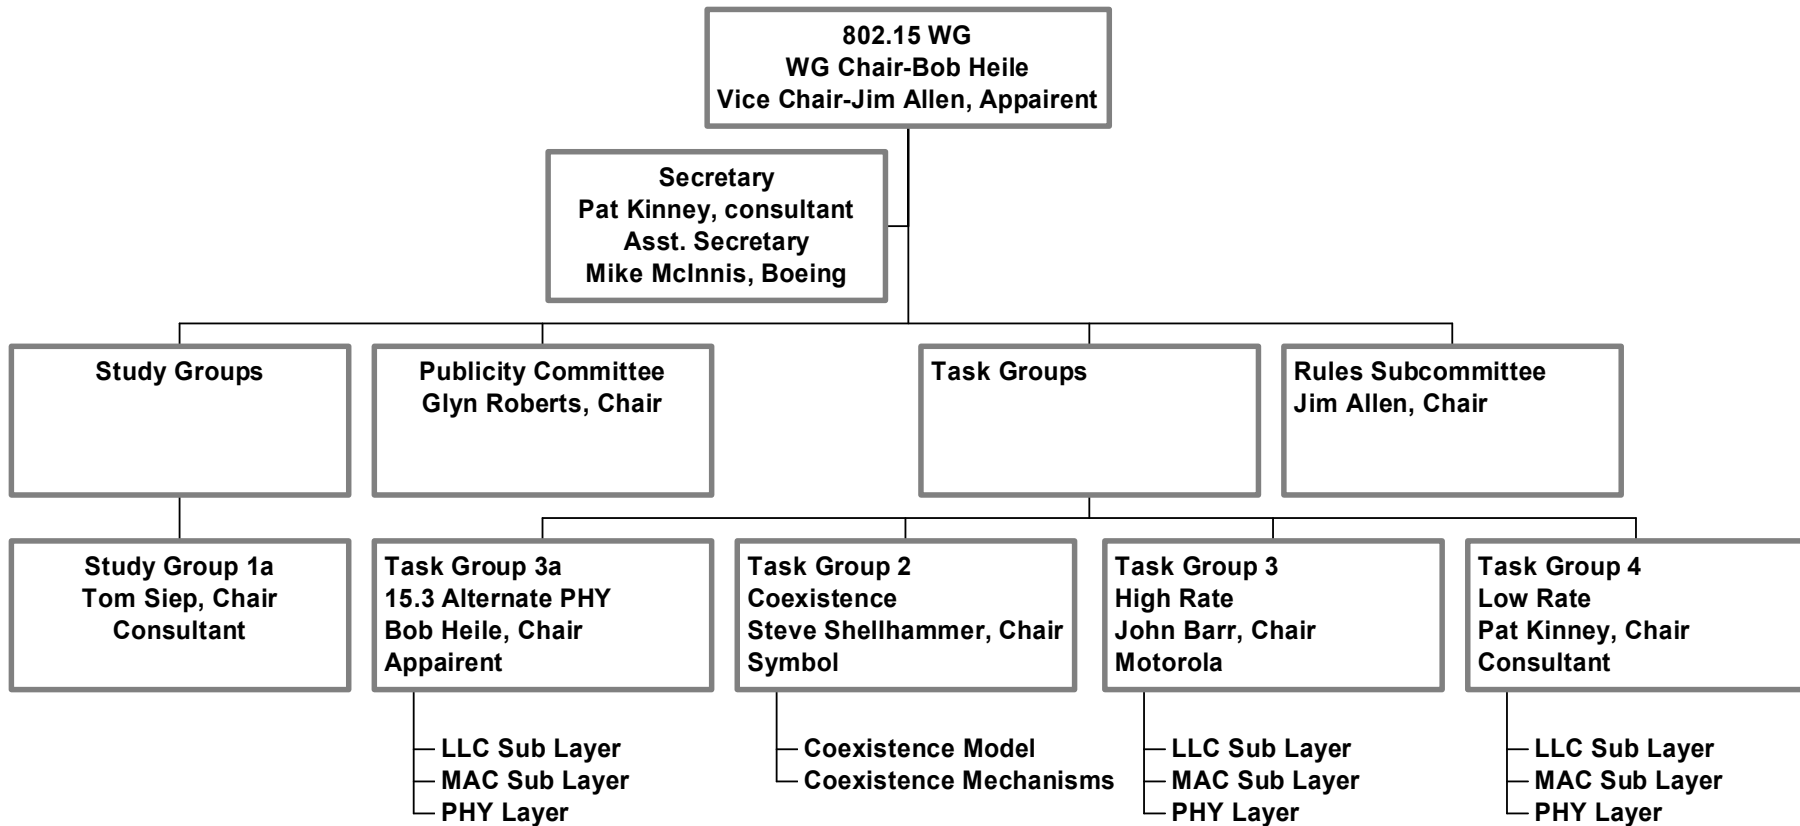 802.15 WG
WG Chair-Bob Heile
Vice Chair-Jim Allen, Appairent
Secretary
Pat Kinney, consultant
Asst. Secretary
Mike McInnis, Boeing
Study Groups
Publicity Committee
Glyn Roberts, Chair
Task Groups
Rules Subcommittee
Jim Allen, Chair
Study Group 1a
Tom Siep, Chair
Consultant
Task Group 3a
15.3 Alternate PHY
Bob Heile, Chair
Appairent
Task Group 2
Coexistence
Steve Shellhammer, Chair
Symbol
Task Group 3
High Rate
John Barr, Chair
Motorola
Task Group 4
Low Rate
Pat Kinney, Chair
Consultant
LLC Sub Layer
MAC Sub Layer
PHY Layer
Coexistence Model
Coexistence Mechanisms
LLC Sub Layer
MAC Sub Layer
PHY Layer
LLC Sub Layer
MAC Sub Layer
PHY Layer